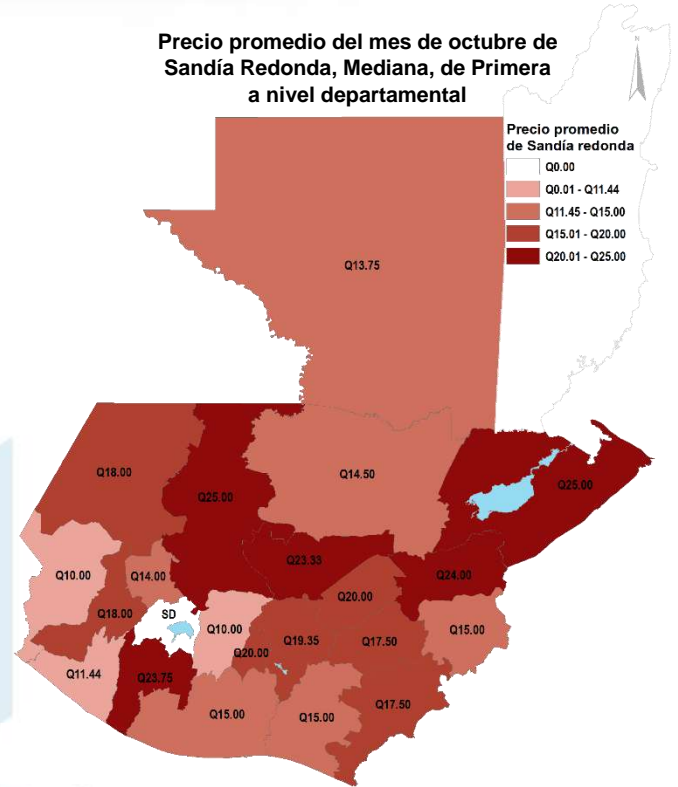 Precio promedio del mes de octubre de
Sandía Redonda, Mediana, de Primera
a nivel departamental
N
Precio promedio
de Sandía redonda
Q0.00
Q0.01 - Q11.44
Q11.45 - Q15.00
Q15.01 - Q20.00
Q20.01 - Q25.00
Q13.75
Q18.00
Q25.00
Q14.50
Q25.00
Q10.00
Q14.00
Q23.33
Q24.00
Q18.00
SD
Q10.00
Q20.00
Q20.00
Q19.35
Q17.50
Q15.00
Q11.44
Q23.75
Q15.00
Q15.00
Q17.50